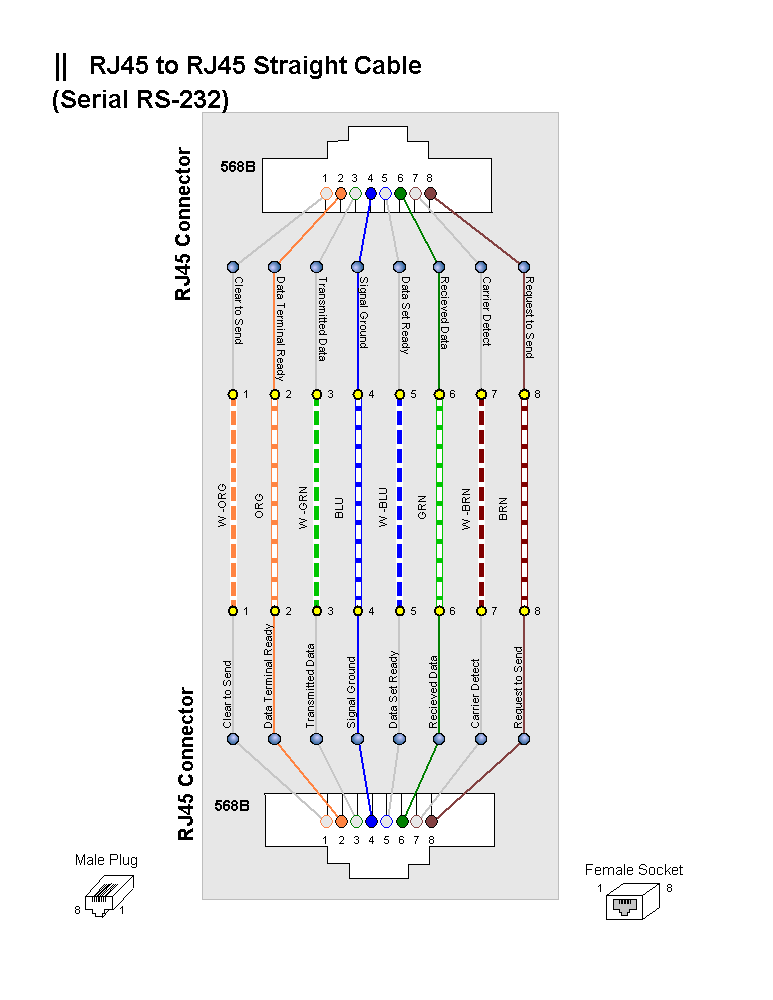 || RJ45 to RJ45 Straight Cable
(Serial RS-232)
RJ45 Connector
568B
1 2 3 4 5 6 7 8
Clear to Send
Data Terminal Ready
Transmitted Data
Signal Ground
Data Set Ready
Recieved Data
Carrier Detect
Request to Send
1 2 3 4 5 6 7 8
W -ORG
ORG
W -GRN
BLU
W -BLU
GRN
W -BRN
BRN
1 2 3 4 5 6 7 8
Clear to Send
Data Terminal Ready
Transmitted Data
Signal Ground
Data Set Ready
Recieved Data
Carrier Detect
Request to Send
RJ45 Connector
568B
1 2 3 4 5 6 7 8
Male Plug
8 1
Female Socket
1 8